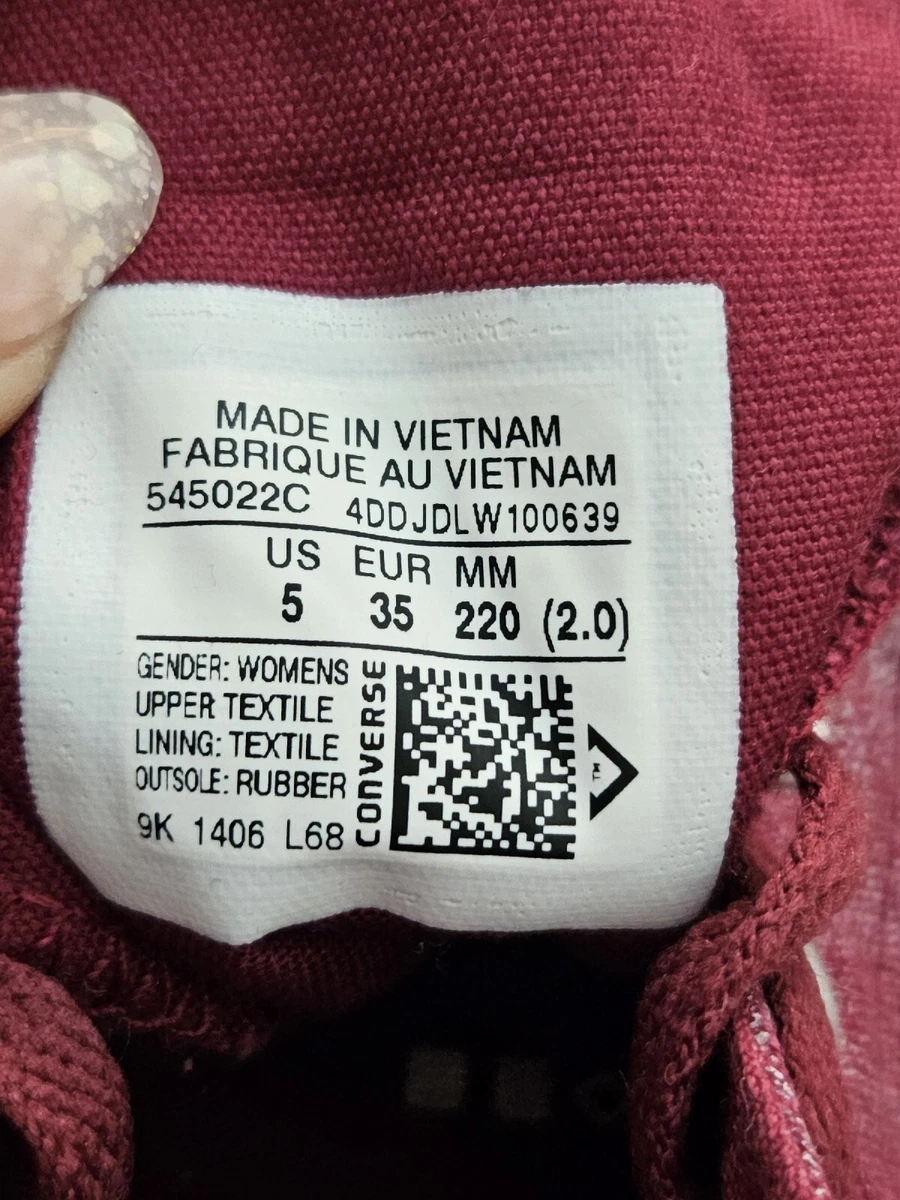 MADE IN VIETNAM
FABRIQUE AU VIETNAM
545022C 4DDJDLW100639
US EUR MM
5 35 220 (2.0)
GENDER: WOMENS
UPPER TEXTILE
LINING: TEXTILE
OUTSOLE: RUBBER
9K 1406 L68
CONVERSE